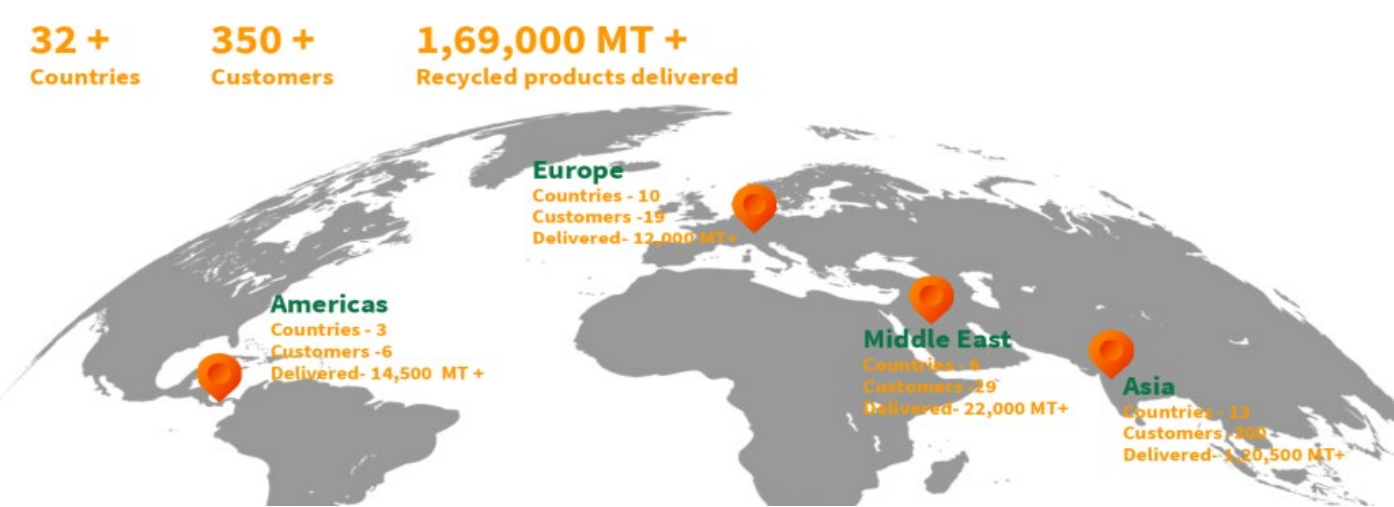 32 +
Countries
350 +
Customers
1,69,000 MT +
Recycled products delivered
Europe
Countries - 10
Customers -19
Delivered- 12,000 MT+
Americas
Countries - 3
Customers -6
Delivered- 14,500 MT +
Middle East
Countries - 6
Customers -29
Delivered- 22,000 MT+
Asia
Countries - 13
Customers -300
Delivered- 1,20,500 MT+